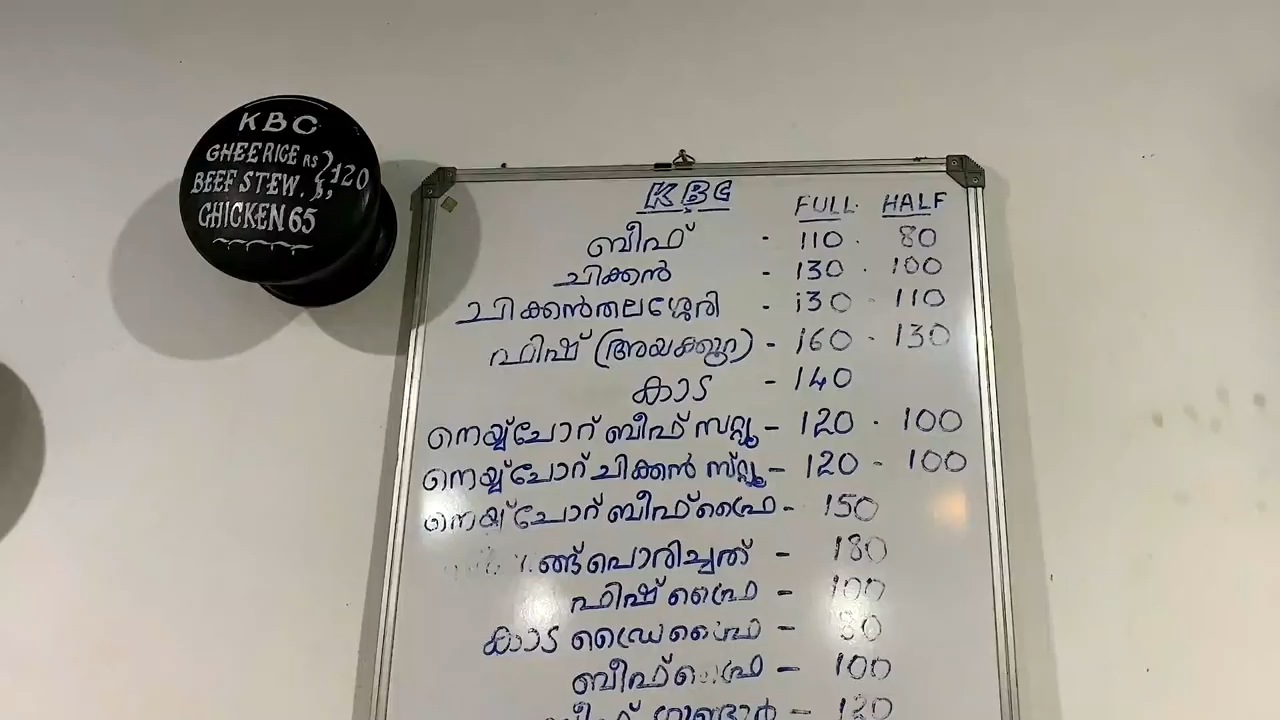 KBC
GHEE RICE RS
BEEF STEW. 120
CHICKEN 65
KBC FULL. HALF
ബീഫ് - 110 . 80
ചിക്കൻ - 130 . 100
ചിക്കൻതലശ്ശേരി - 130 - 110
ഫിഷ് (അയക്കൂറ) - 160 - 130
കാട - 140
നെയ്യ്ചോറ് ബീഫ് സ്റ്റൂ - 120 . 100
നെയ്യ്ചോറ് ചിക്കൻ സ്റ്റൂ - 120 - 100
നെയ്യ്ചോറ് ബീഫ് ഫ്രൈ - 150
പൊരിച്ചത് - 180
ഫിഷ് ഫ്രൈ - 100
കാട ഡ്രൈ ഫ്രൈ - 80
ബീഫ് ഫ്രൈ - 100
ബീഫ് - 120